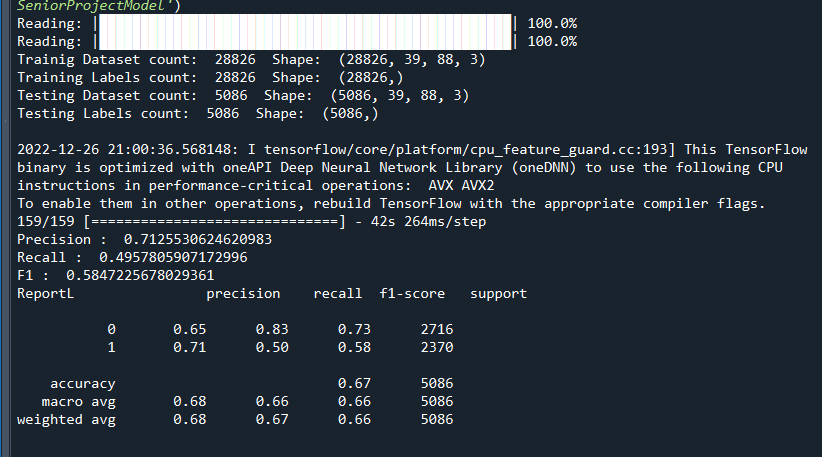 SeniorProjectModel')
Reading: | | 100.0%
Reading: | | 100.0%
Trainig Dataset count:  28826  Shape:  (28826, 39, 88, 3)
Training Labels count:  28826  Shape:  (28826,)
Testing Dataset count:  5086  Shape:  (5086, 39, 88, 3)
Testing Labels count:  5086  Shape:  (5086,)
2022-12-26 21:00:36.568148: I tensorflow/core/platform/cpu_feature_guard.cc:193] This TensorFlow
binary is optimized with oneAPI Deep Neural Network Library (oneDNN) to use the following CPU
instructions in performance-critical operations:  AVX AVX2
To enable them in other operations, rebuild TensorFlow with the appropriate compiler flags.
159/159 [==============================] - 42s 264ms/step
Precision :  0.7125530624620983
Recall :  0.4957805907172996
F1 :  0.5847225678029361
ReportL                precision    recall  f1-score   support
0       0.65      0.83      0.73      2716
1       0.71      0.50      0.58      2370
accuracy                           0.67      5086
macro avg       0.68      0.66      0.66      5086
weighted avg       0.68      0.67      0.66      5086